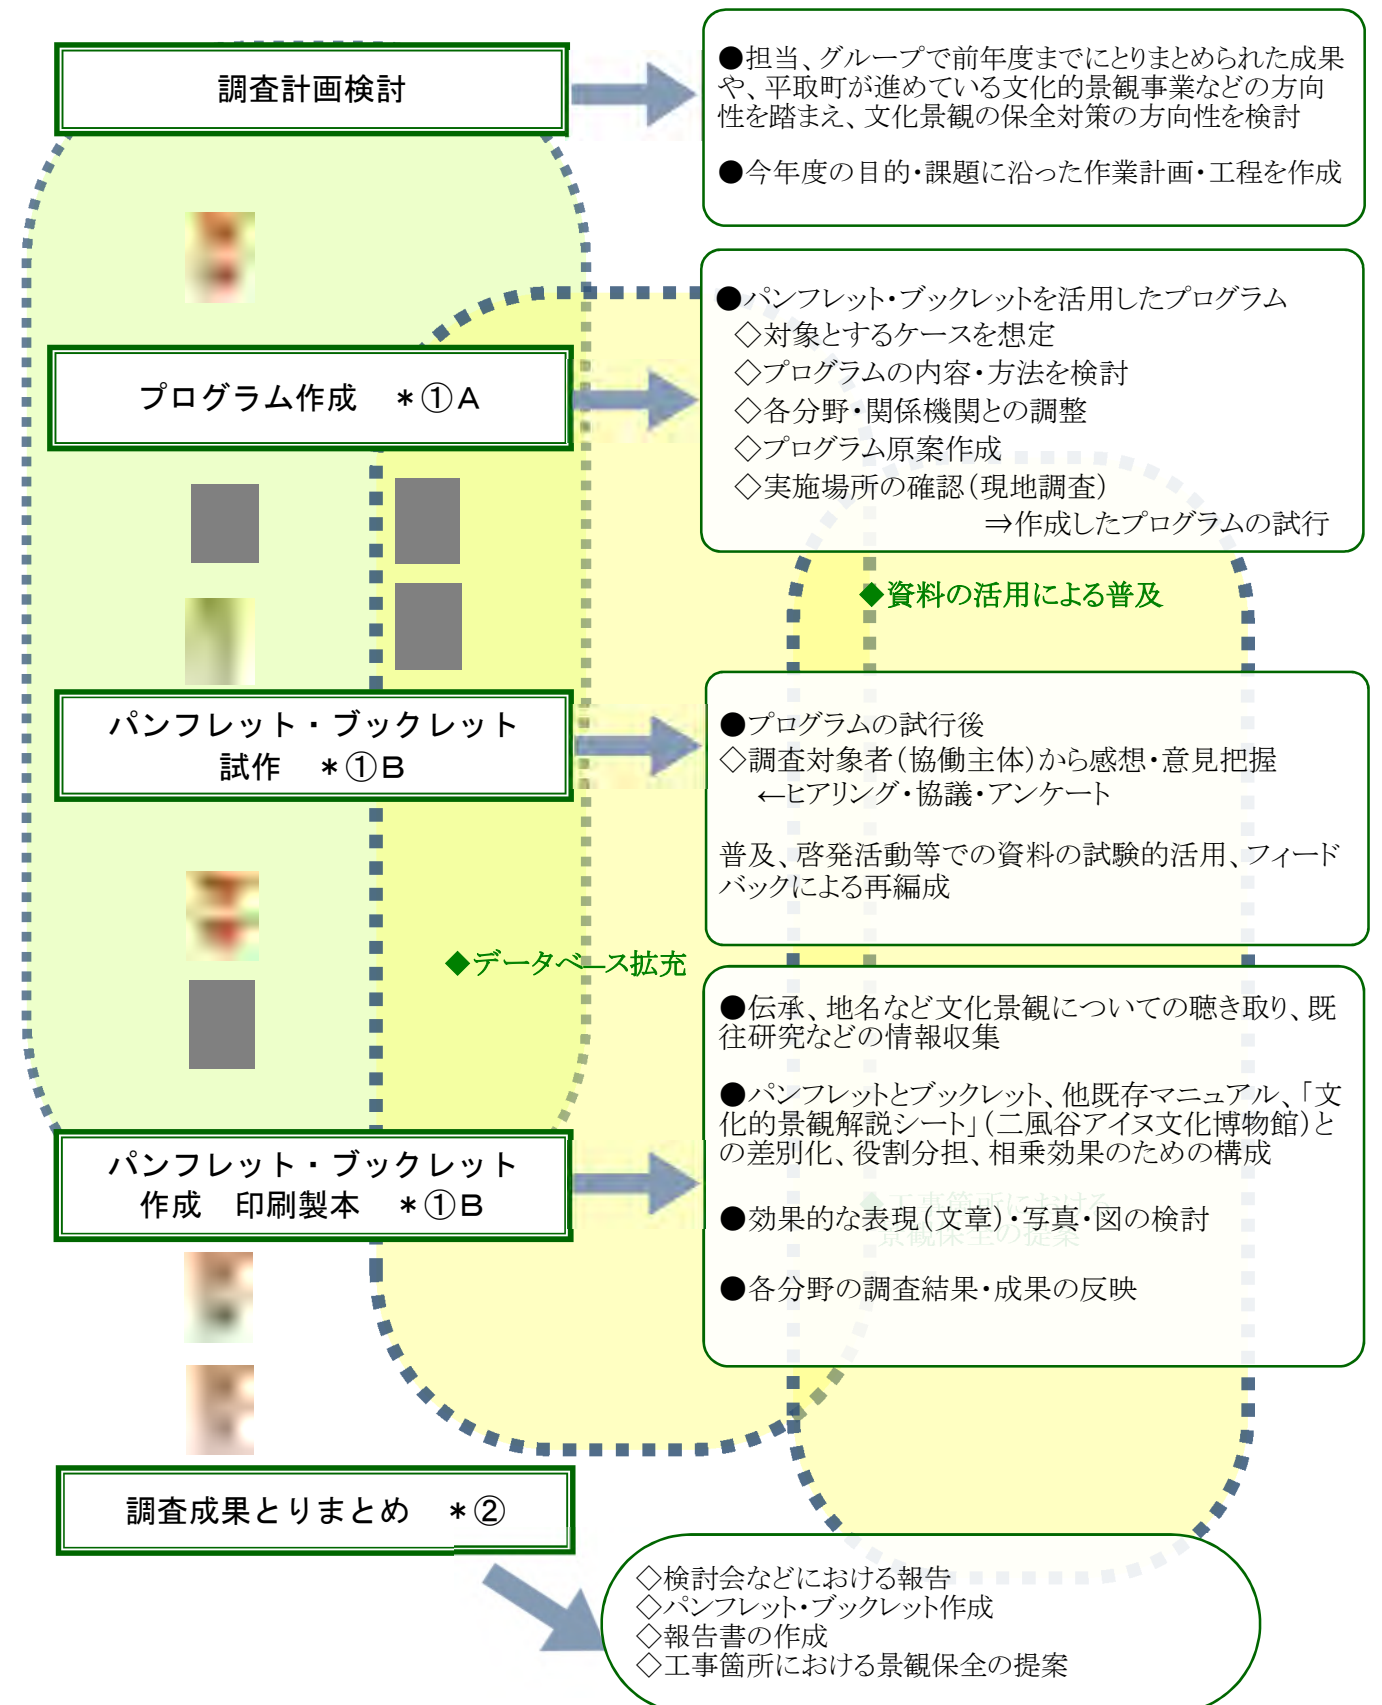 調査計画検討
●担当、グループで前年度までにとりまとめられた成果
や、平取町が進めている文化的景観事業などの方向
性を踏まえ、文化景観の保全対策の方向性を検討
●今年度の目的・課題に沿った作業計画・工程を作成
プログラム作成　＊①Ａ
●パンフレット・ブックレットを活用したプログラム
◇対象とするケースを想定
◇プログラムの内容・方法を検討
◇各分野・関係機関との調整
◇プログラム原案作成
◇実施場所の確認（現地調査）
⇒作成したプログラムの試行
◆資料の活用による普及
パンフレット・ブックレット
試作　＊①Ｂ
●プログラムの試行後
◇調査対象者（協働主体）から感想・意見把握
←ヒアリング・協議・アンケート
普及、啓発活動等での資料の試験的活用、フィード
バックによる再編成
◆データベース拡充
●伝承、地名など文化景観についての聴き取り、既
往研究などの情報収集
●パンフレットとブックレット、他既存マニュアル、「文
化的景観解説シート」（二風谷アイヌ文化博物館）と
の差別化、役割分担、相乗効果のための構成
パンフレット・ブックレット
作成　印刷製本　＊①Ｂ
◆工事箇所における
景観保全の提案
●効果的な表現（文章）・写真・図の検討
●各分野の調査結果・成果の反映
調査成果とりまとめ　＊②
◇検討会などにおける報告
◇パンフレット・ブックレット作成
◇報告書の作成
◇工事箇所における景観保全の提案